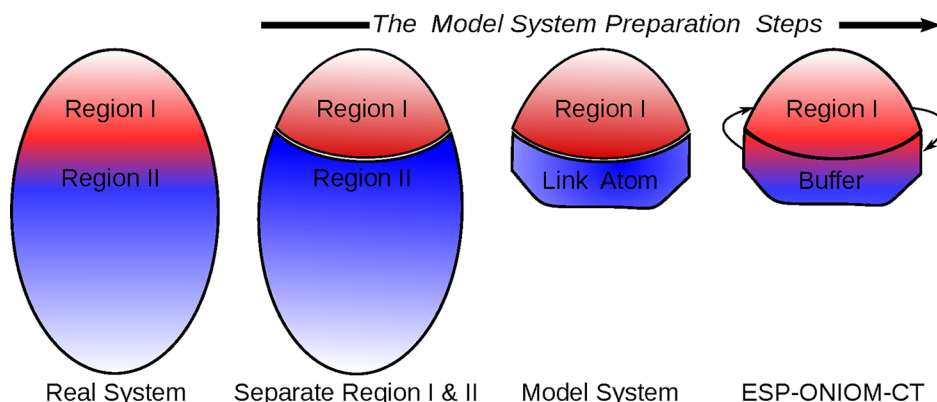 The Model System Preparation Steps
Region I
Region I
Region I
Region I
Region II
Region II
Link Atom
Buffer
Real System
Separate Region I & II
Model System
ESP-ONIOM-CT